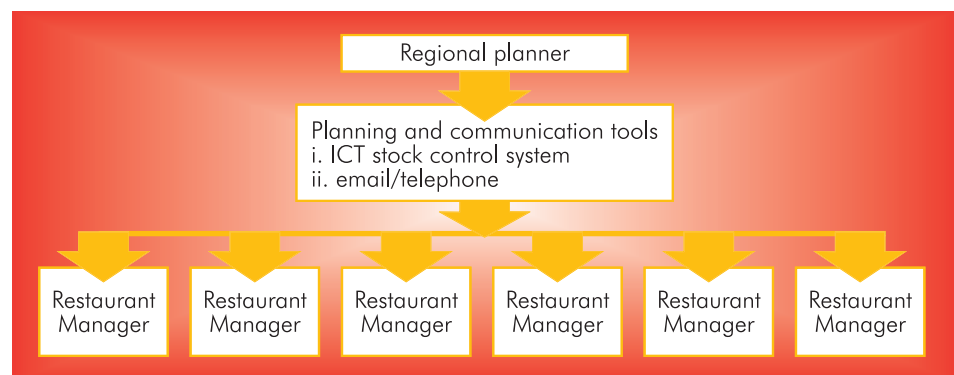 Regional planner
Planning and communication tools
i. ICT stock control system
ii. email/telephone
Restaurant
Manager
Restaurant
Manager
Restaurant
Manager
Restaurant
Manager
Restaurant
Manager
Restaurant
Manager